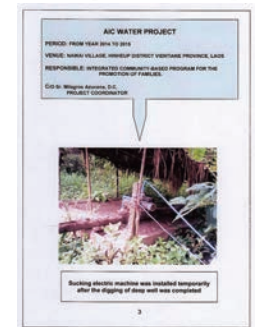 AIC WATER PROJECT
PERIOD: FROM YEAR 2014 TO 2015
VENUE: NAWAI VILLAGE, HINHEUP DISTRICT VIENTIANE PROVINCE, LAOS
RESPONSIBLE: INTEGRATED COMMUNITY-BASED PROGRAM FOR THE
PROMOTION OF FAMILIES.
C/O Sr. Milagros
PROJECT COORDINATOR
Sucking electric machine was installed temporarily
after the digging of deep well was completed
3